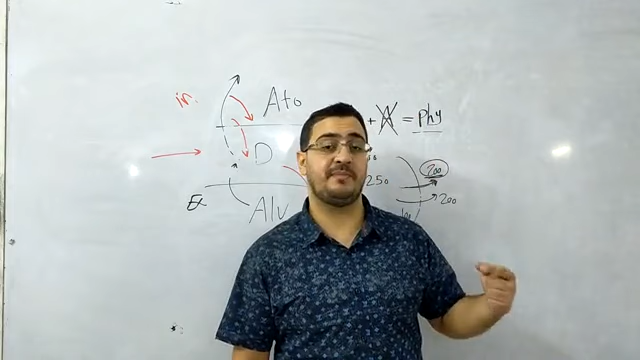 in.
Ato
+ A = phy
D
200
250
200
Ex
Alv